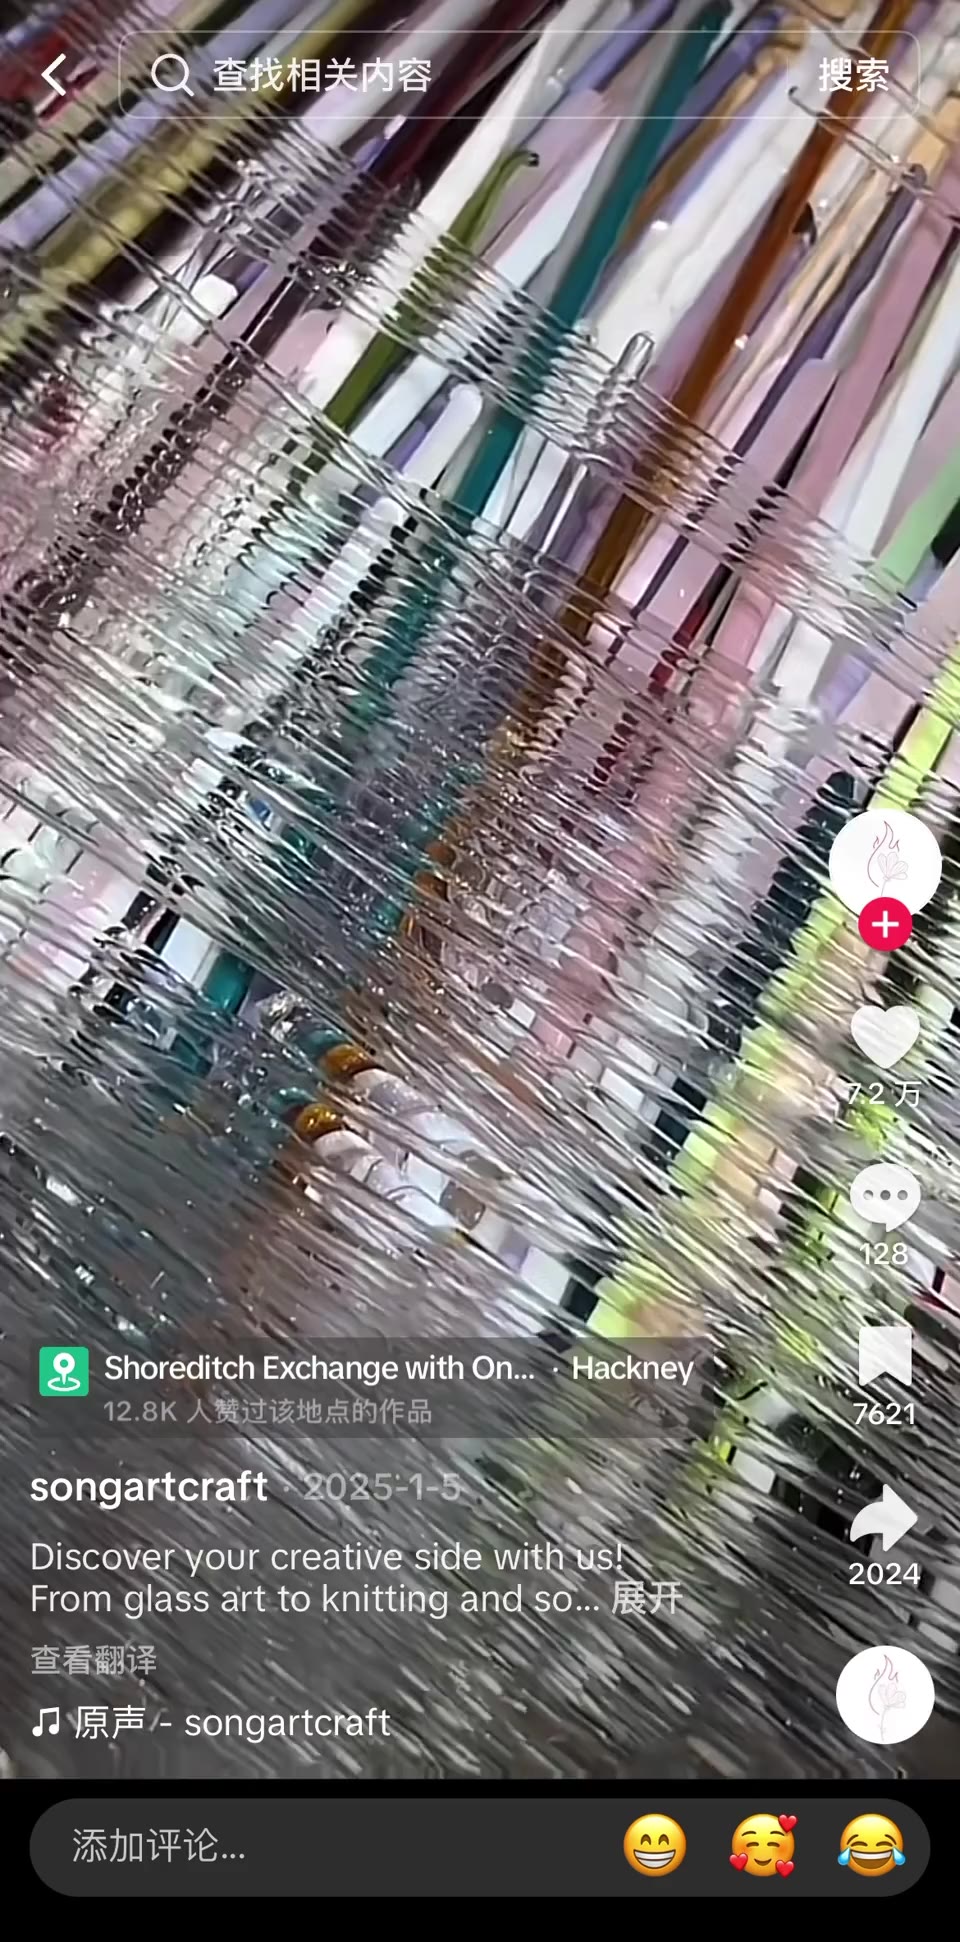 查找相关内容
搜索
7.2 万
128
Shoreditch Exchange with On... · Hackney
12.8K 人赞过该地点的作品
7621
songartcraft · 2025-1-5
Discover your creative side with us!
From glass art to knitting and so... 展开
2024
查看翻译
原声 - songartcraft
添加评论...